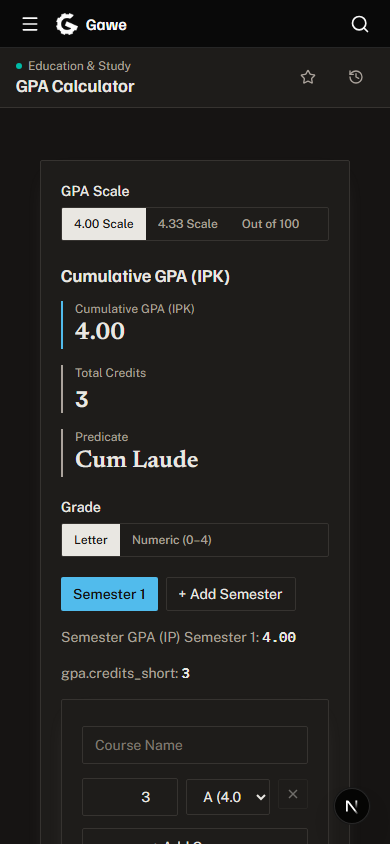 Gawe
Education & Study
GPA Calculator
GPA Scale
4.00 Scale 4.33 Scale Out of 100
Cumulative GPA (IPK)
Cumulative GPA (IPK)
4.00
Total Credits
3
Predicate
Cum Laude
Grade
Letter Numeric (0–4)
Semester 1 + Add Semester
Semester GPA (IP) Semester 1: 4.00
gpa.credits_short: 3
Course Name
3 A (4.0
N